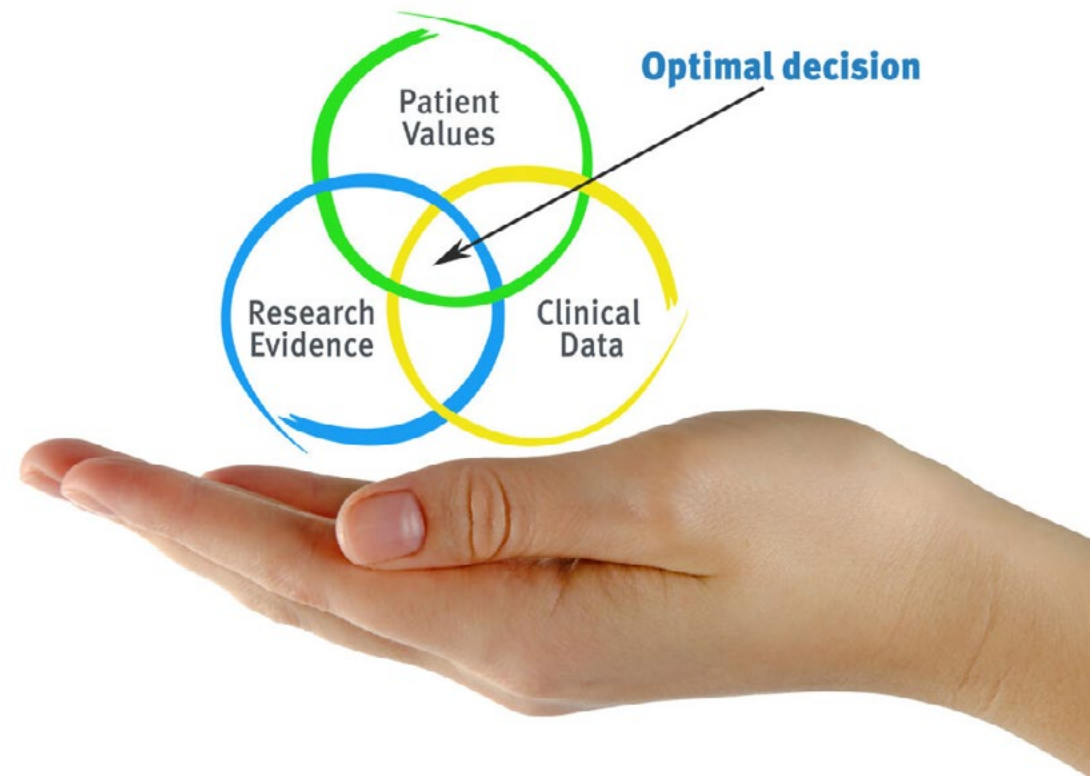 Optimal decision
Patient
Values
Research
Evidence
Clinical
Data